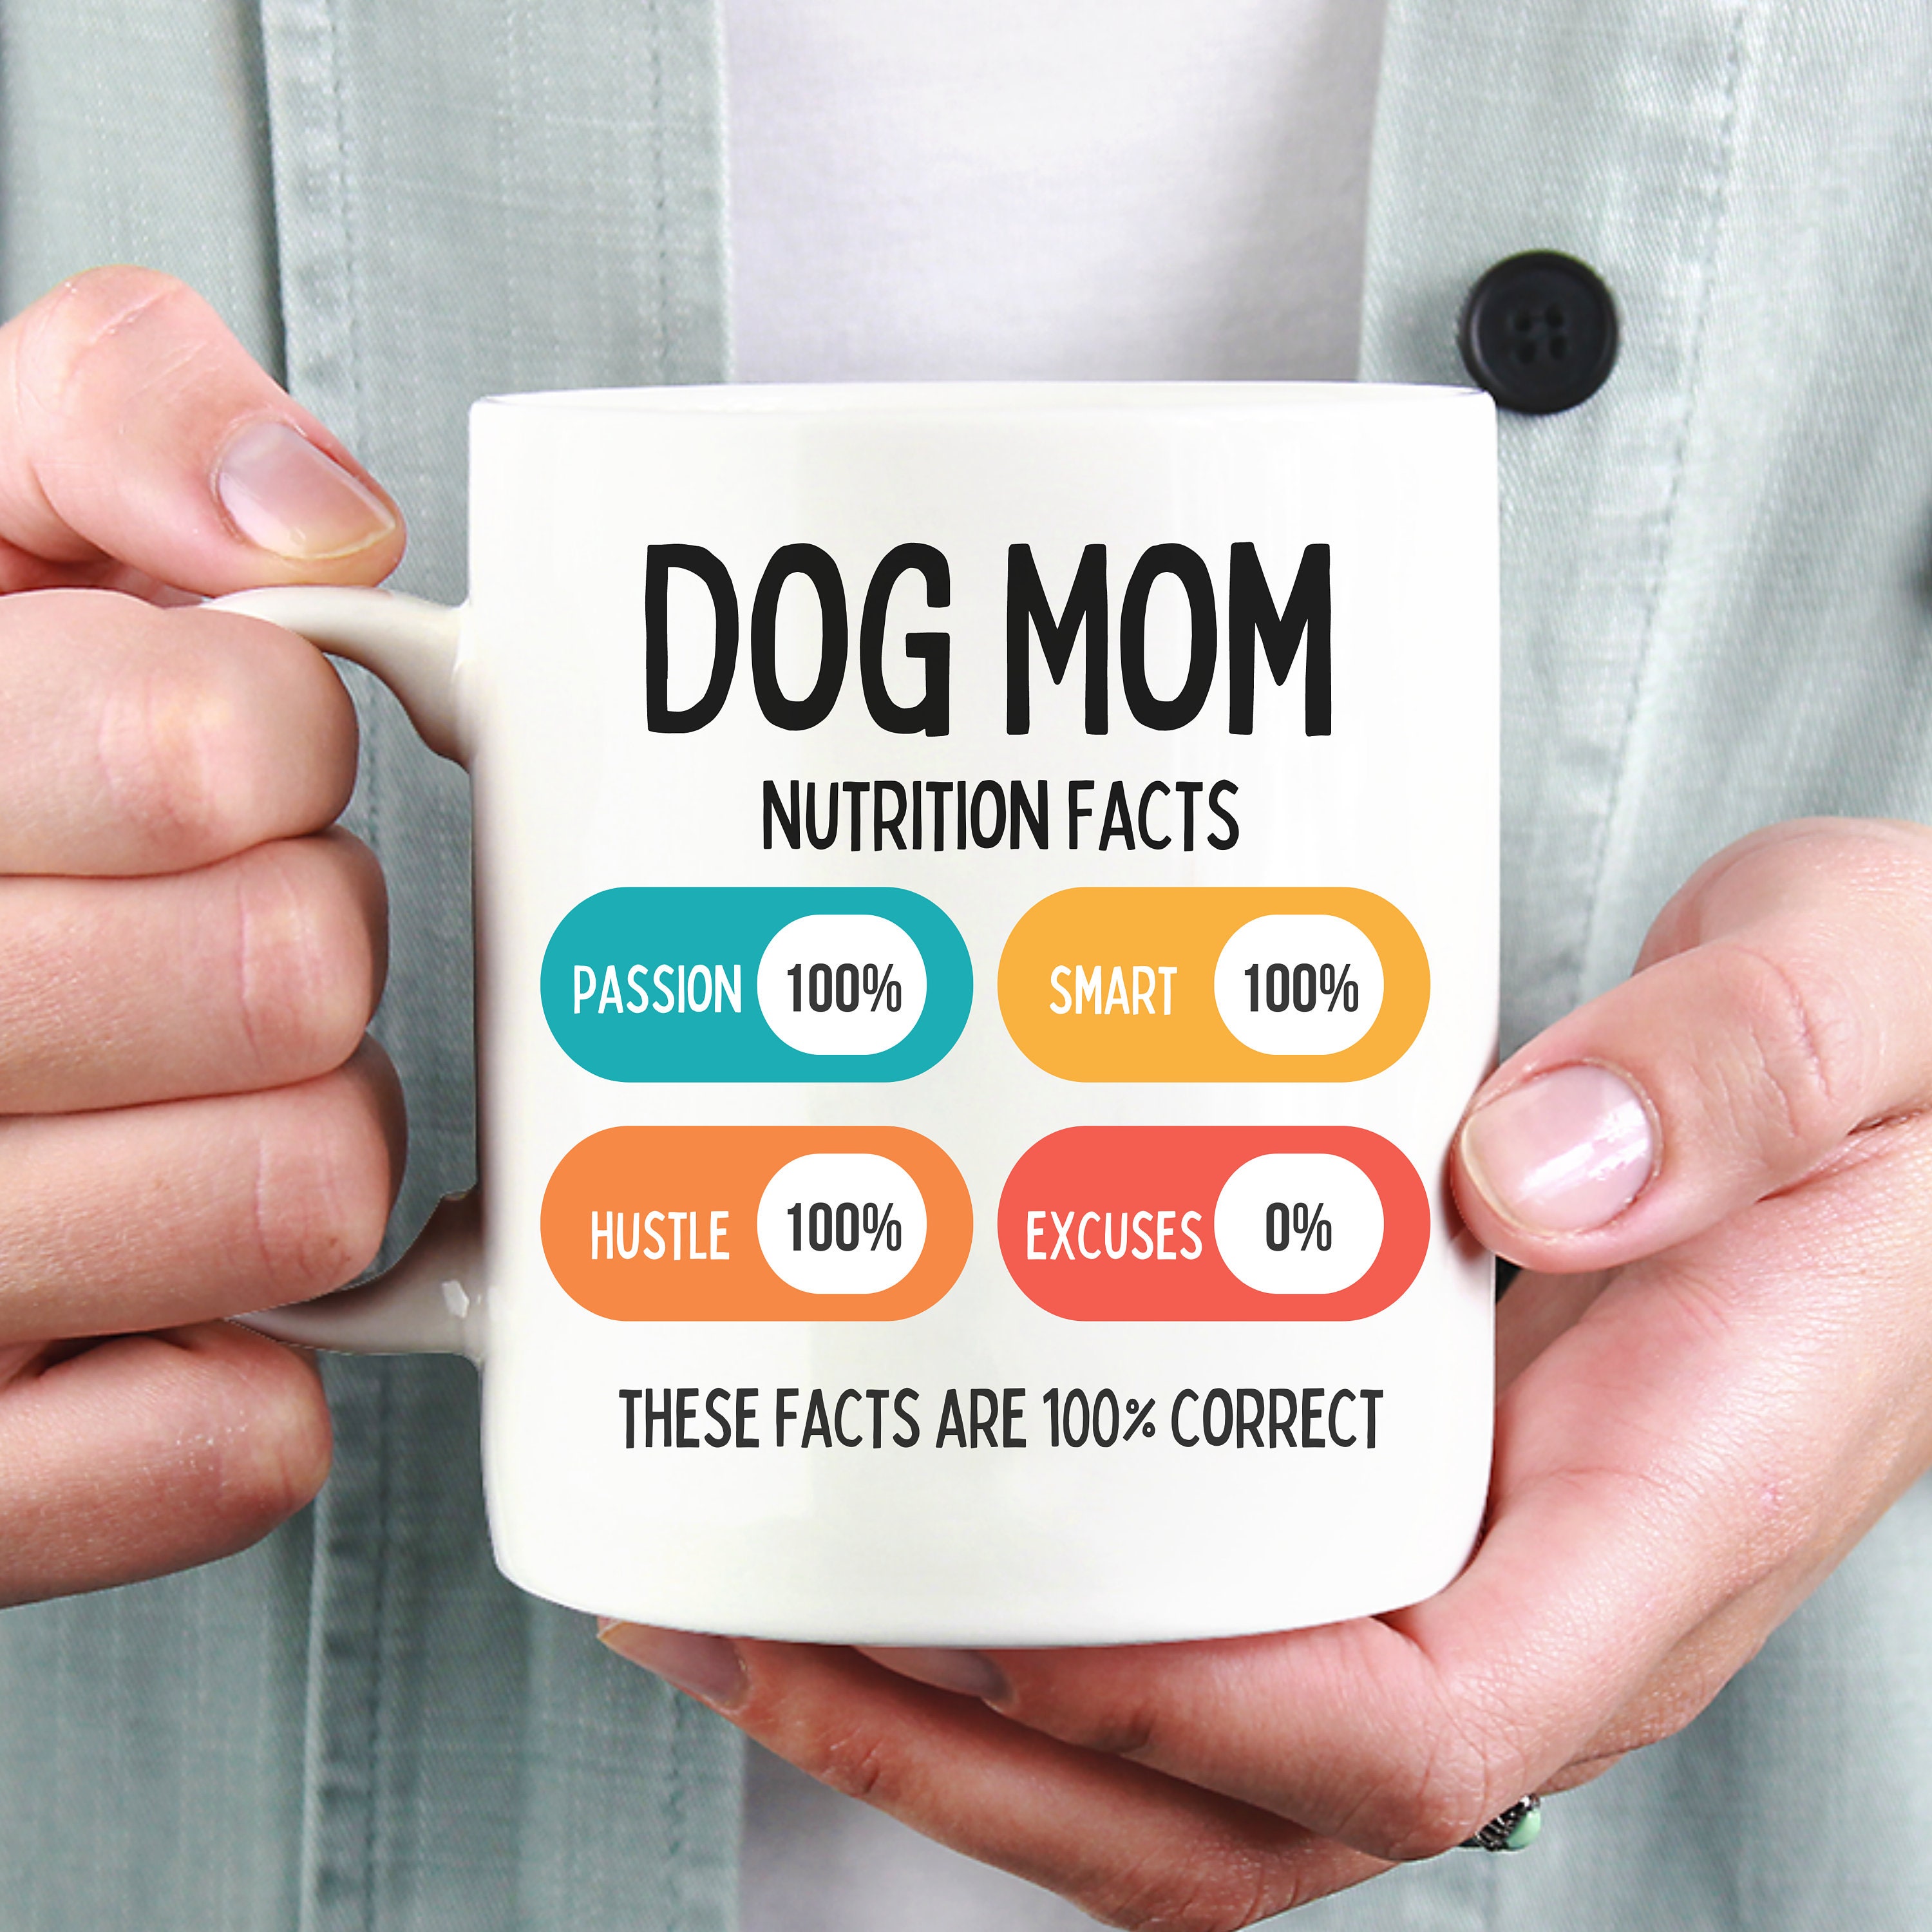 DOG MOM
NUTRITION FACTS
PASSION 100% SMART 100%
HUSTLE 100% EXCUSES 0%
THESE FACTS ARE 100% CORRECT